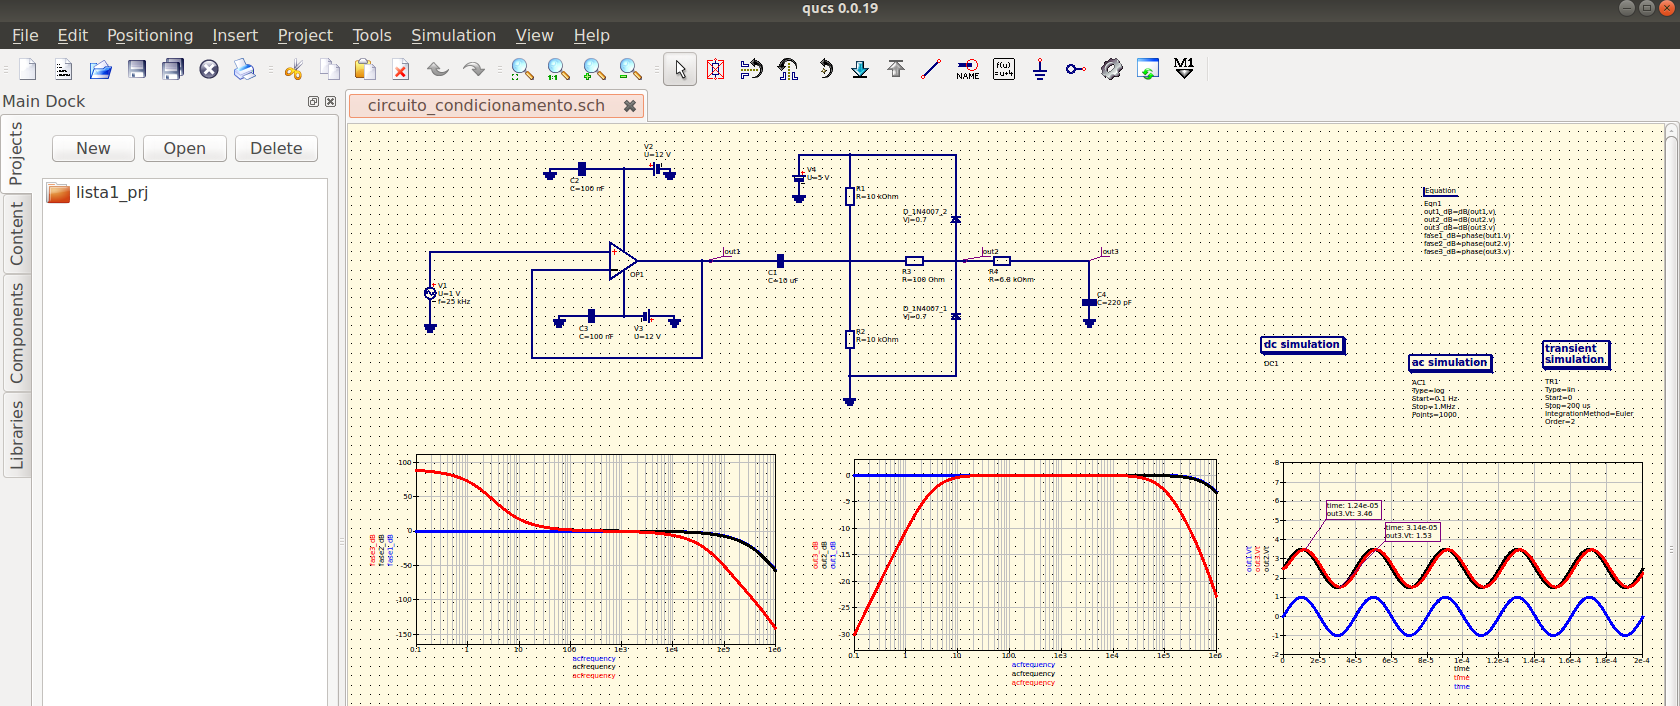 qucs 0.0.19
File Edit Positioning Insert Project Tools Simulation View Help
NAME
f(u)
=u+4
M1
Main Dock
circuito_condicionamento.sch
Projects
Content
Components
Libraries
New Open Delete
lista1_prj
V2
U=12 V
C2
C=100 nF
V4
U=5 V
R1
R=10 kOhm
D_1N4007_2
Vj=0.7
out1
out2
out3
OP1
C1
C=10 uF
R3
R=100 Ohm
R4
R=6.8 kOhm
V1
U=1 V
f=25 kHz
C3
C=100 nF
V3
U=12 V
D_1N4007_1
Vj=0.7
C4
C=220 pF
R2
R=10 kOhm
Equation
Eqn1
out1_dB=dB(out1.v)
out2_dB=dB(out2.v)
out3_dB=dB(out3.v)
fase1_dB=phase(out1.v)
fase2_dB=phase(out2.v)
fase3_dB=phase(out3.v)
dc simulation
DC1
ac simulation
AC1
Type=log
Start=0.1 Hz
Stop=1 MHz
Points=1000
transient
simulation
TR1
Type=lin
Start=0
Stop=200 us
IntegrationMethod=Euler
Order=2
100
50
0
-50
-100
-150
fase3_dB
fase2_dB
fase1_dB
0.1 1 10 100 1e3 1e4 1e5 1e6
acfrequency
acfrequency
acfrequency
0
-5
-10
-15
-20
-25
-30
out3_dB
out2_dB
out1_dB
0.1 1 10 100 1e3 1e4 1e5 1e6
acfrequency
acfrequency
acfrequency
8
7
6
5
4
3
2
1
0
-1
-2
out1.Vt
out3.Vt
out2.Vt
time: 1.24e-05
out3.Vt: 3.46
time: 3.14e-05
out3.Vt: 1.53
0 2e-5 4e-5 6e-5 8e-5 1e-4 1.2e-4 1.4e-4 1.6e-4 1.8e-4 2e-4
time
time
time